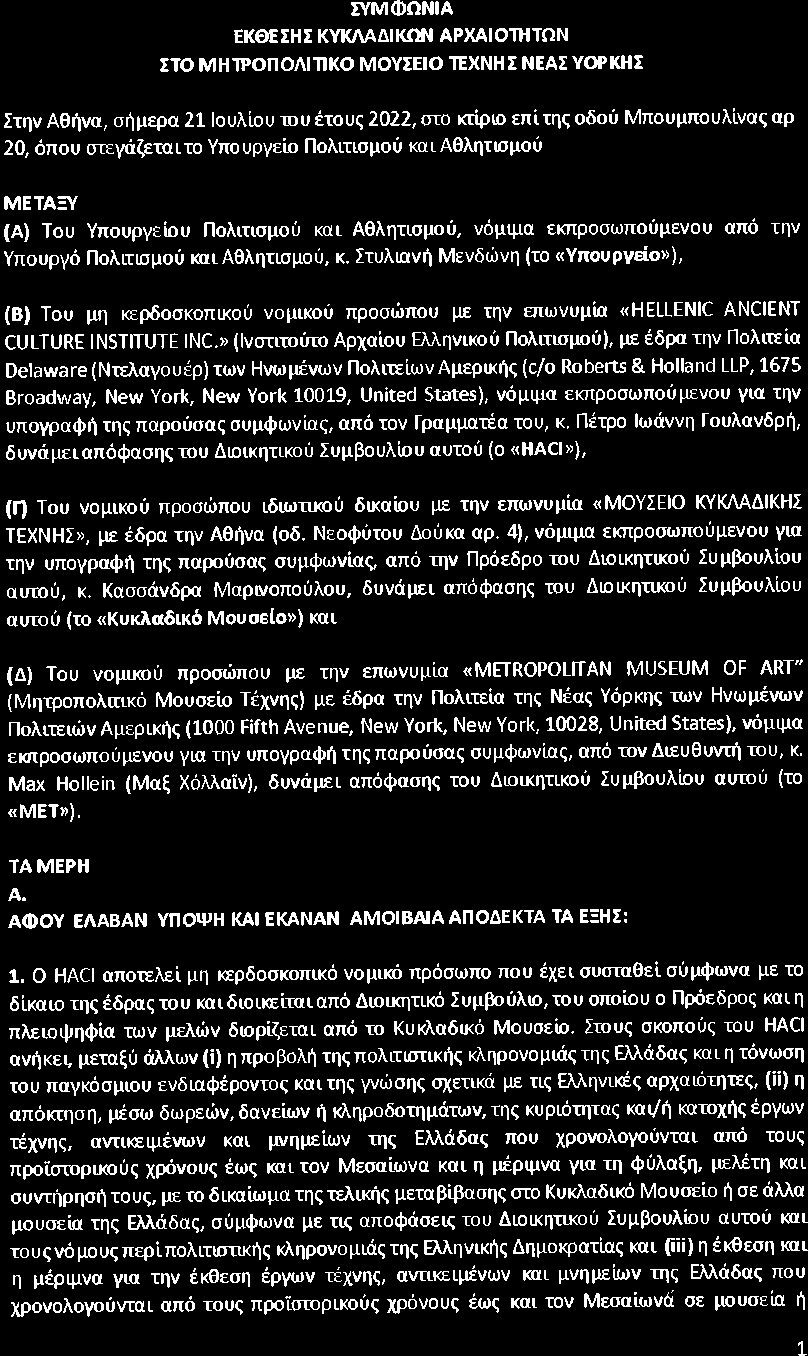 ΣΥΜΦΩΝΙΑ
ΕΚΘΕΣΗΣ ΚΥΚΛΑΔΙΚΩΝ ΑΡΧΑΙΟΤΗΤΩΝ
ΣΤΟ ΜΗΤΡΟΠΟΛΙΤΙΚΟ ΜΟΥΣΕΙΟ ΤΕΧΝΗΣ ΝΕΑΣ ΥΟΡΚΗΣ
Στην Αθήνα, σήμερα 21 Ιουλίου του έτους 2022, στο κτίριο επί της οδού Μπουμπουλίνας αρ
20, όπου στεγάζεται το Υπουργείο Πολιτισμού και Αθλητισμού
ΜΕΤΑΞΥ
(Α) Του Υπουργείου Πολιτισμού και Αθλητισμού, νόμιμα εκπροσωπούμενου από την
Υπουργό Πολιτισμού και Αθλητισμού, κ. Στυλιανή Μενδώνη (το «Υπουργείο»),
(Β) Του μη κερδοσκοπικού νομικού προσώπου με την επωνυμία «HELLENIC ANCIENT
CULTURE INSTITUTE INC.» (Ινστιτούτο Αρχαίου Ελληνικού Πολιτισμού), με έδρα την Πολιτεία
Delaware (Ντελαγουέρ) των Ηνωμένων Πολιτείων Αμερικής (c/o Roberts & Holland LLP, 1675
Broadway, New York, New York 10019, United States), νόμιμα εκπροσωπούμενου για την
υπογραφή της παρούσας συμφωνίας, από τον Γραμματέα του, κ. Πέτρο Ιωάννη Γουλανδρή,
δυνάμει απόφασης του Διοικητικού Συμβουλίου αυτού (ο «HACI»),
(Γ) Του νομικού προσώπου ιδιωτικού δικαίου με την επωνυμία «ΜΟΥΣΕΙΟ ΚΥΚΛΑΔΙΚΗΣ
ΤΕΧΝΗΣ», με έδρα την Αθήνα (οδ. Νεοφύτου Δούκα αρ. 4), νόμιμα εκπροσωπούμενου για
την υπογραφή της παρούσας συμφωνίας, από την Πρόεδρο του Διοικητικού Συμβουλίου
αυτού, κ. Κασσάνδρα Μαρινοπούλου, δυνάμει απόφασης του Διοικητικού Συμβουλίου
αυτού (το «Κυκλαδικό Μουσείο») και
(Δ) Του νομικού προσώπου με την επωνυμία «METROPOLITAN MUSEUM OF ART"
(Μητροπολιτικό Μουσείο Τέχνης) με έδρα την Πολιτεία της Νέας Υόρκης των Ηνωμένων
Πολιτειών Αμερικής (1000 Fifth Avenue, New York, New York, 10028, United States), νόμιμα
εκπροσωπούμενου για την υπογραφή της παρούσας συμφωνίας, από τον Διευθυντή του, κ.
Max Hollein (Μαξ Χόλλαϊν), δυνάμει απόφασης του Διοικητικού Συμβουλίου αυτού (το
«ΜΕΤ»).
ΤΑ ΜΕΡΗ
Α.
ΑΦΟΥ ΕΛΑΒΑΝ ΥΠΟΨΗ ΚΑΙ ΕΚΑΝΑΝ ΑΜΟΙΒΑΙΑ ΑΠΟΔΕΚΤΑ ΤΑ ΕΞΗΣ:
1. Ο HACI αποτελεί μη κερδοσκοπικό νομικό πρόσωπο που έχει συσταθεί σύμφωνα με το
δίκαιο της έδρας του και διοικείται από Διοικητικό Συμβούλιο, του οποίου ο Πρόεδρος και η
πλειοψηφία των μελών διορίζεται από το Κυκλαδικό Μουσείο. Στους σκοπούς του HACI
ανήκει, μεταξύ άλλων (i) η προβολή της πολιτιστικής κληρονομιάς της Ελλάδας και η τόνωση
του παγκόσμιου ενδιαφέροντος και της γνώσης σχετικά με τις Ελληνικές αρχαιότητες, (ii) η
απόκτηση, μέσω δωρεών, δανείων ή κληροδοτημάτων, της κυριότητας και/ή κατοχής έργων
τέχνης, αντικειμένων και μνημείων της Ελλάδας που χρονολογούνται από τους
προϊστορικούς χρόνους έως και τον Μεσαίωνα και η μέριμνα για τη φύλαξη, μελέτη και
συντήρησή τους, με το δικαίωμα της τελικής μεταβίβασης στο Κυκλαδικό Μουσείο ή σε άλλα
μουσεία της Ελλάδας, σύμφωνα με τις αποφάσεις του Διοικητικού Συμβουλίου αυτού και
τους νόμους περί πολιτιστικής κληρονομιάς της Ελληνικής Δημοκρατίας και (iii) η έκθεση και
η μέριμνα για την έκθεση έργων τέχνης, αντικειμένων και μνημείων της Ελλάδας που
χρονολογούνται από τους προϊστορικούς χρόνους έως και τον Μεσαίωνά σε μουσεία ή
1